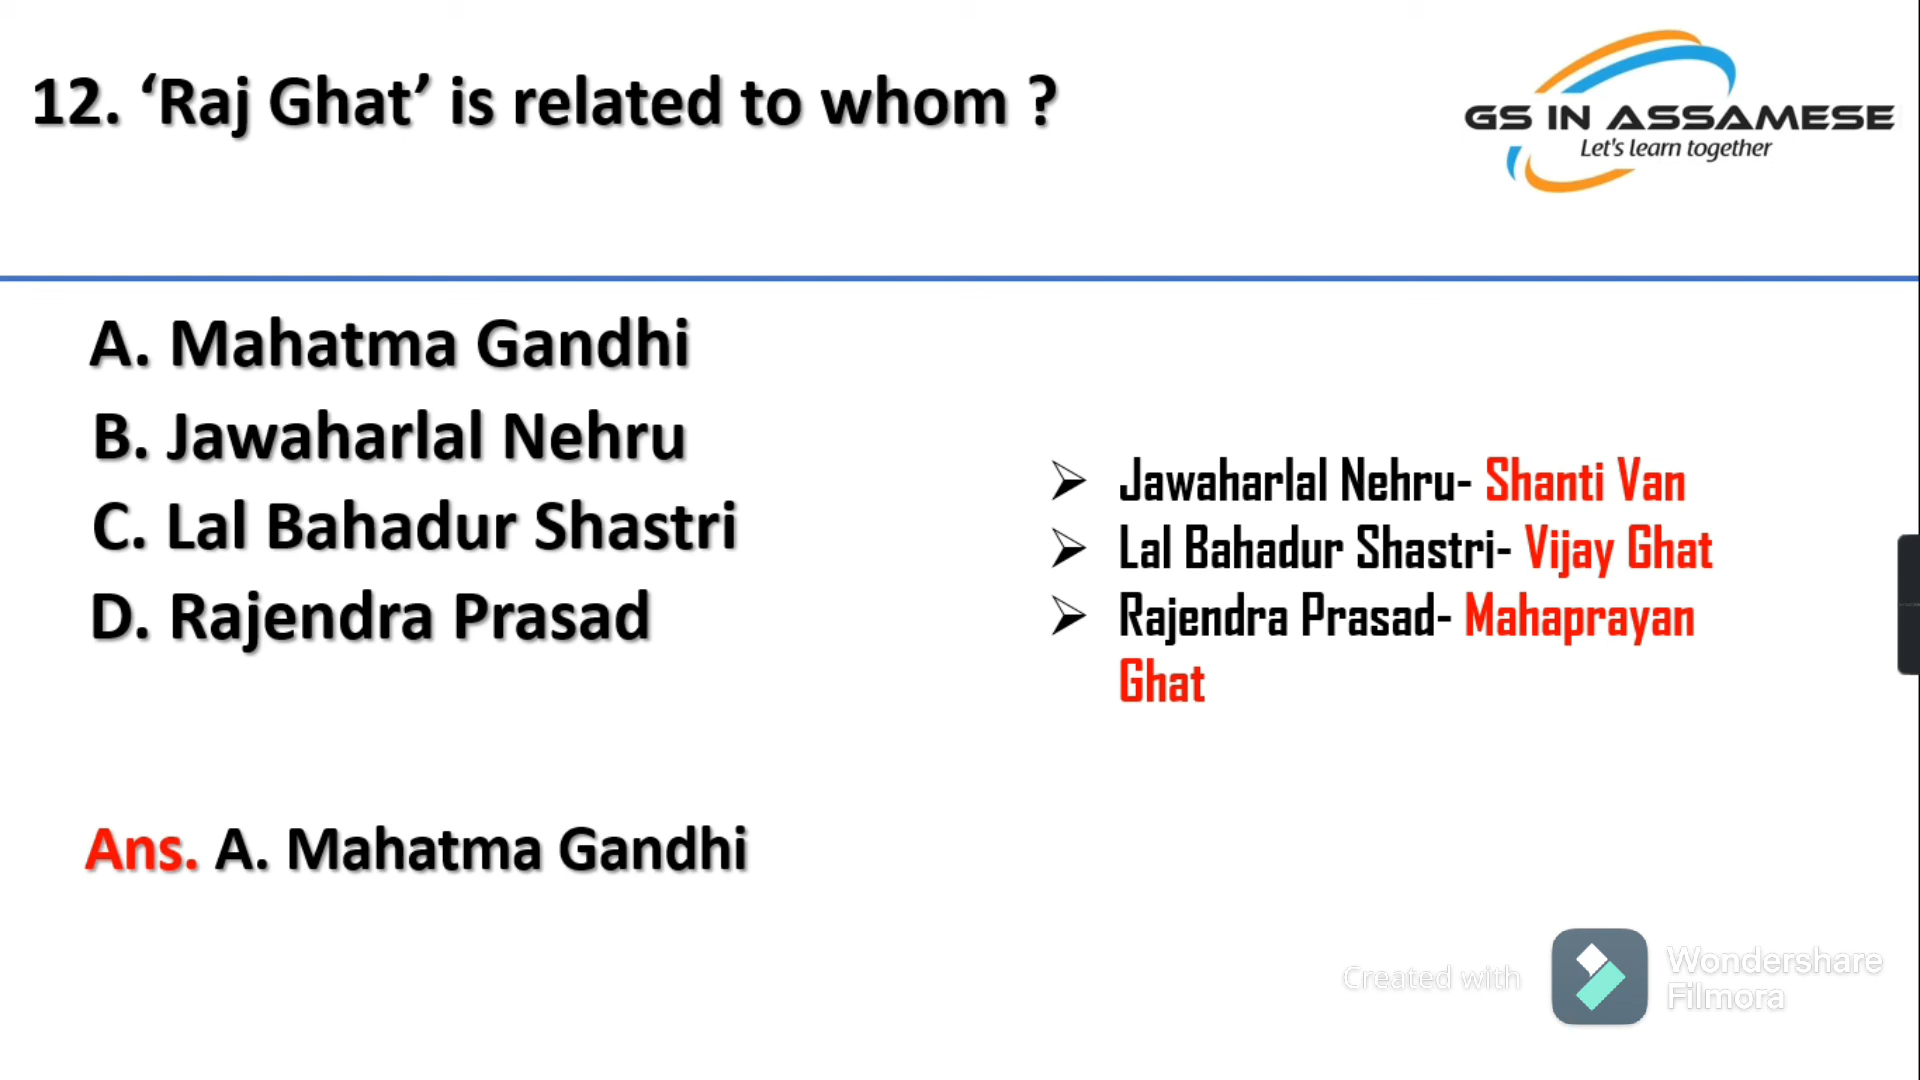 12. ‘Raj Ghat’ is related to whom ?
GS IN ASSAMESE
Let's learn together
A. Mahatma Gandhi
B. Jawaharlal Nehru
C. Lal Bahadur Shastri
D. Rajendra Prasad
➢ Jawaharlal Nehru- Shanti Van
➢ Lal Bahadur Shastri- Vijay Ghat
➢ Rajendra Prasad- Mahaprayan
Ghat
Ans. A. Mahatma Gandhi
Created with
Wondershare
Filmora